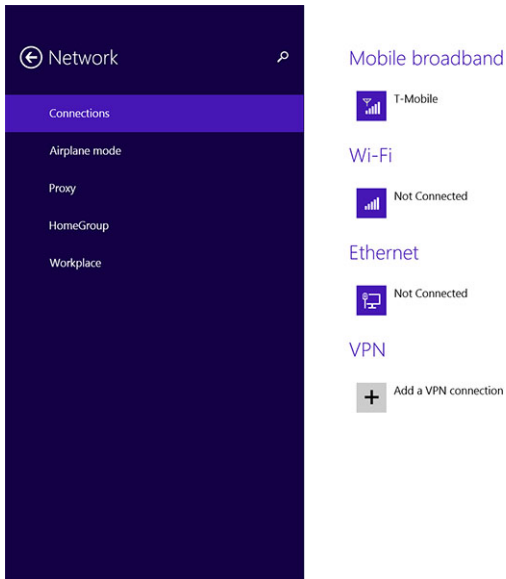 Network
Connections
Airplane mode
Proxy
HomeGroup
Workplace
Mobile broadband
T-Mobile
Wi-Fi
Not Connected
Ethernet
Not Connected
VPN
Add a VPN connection